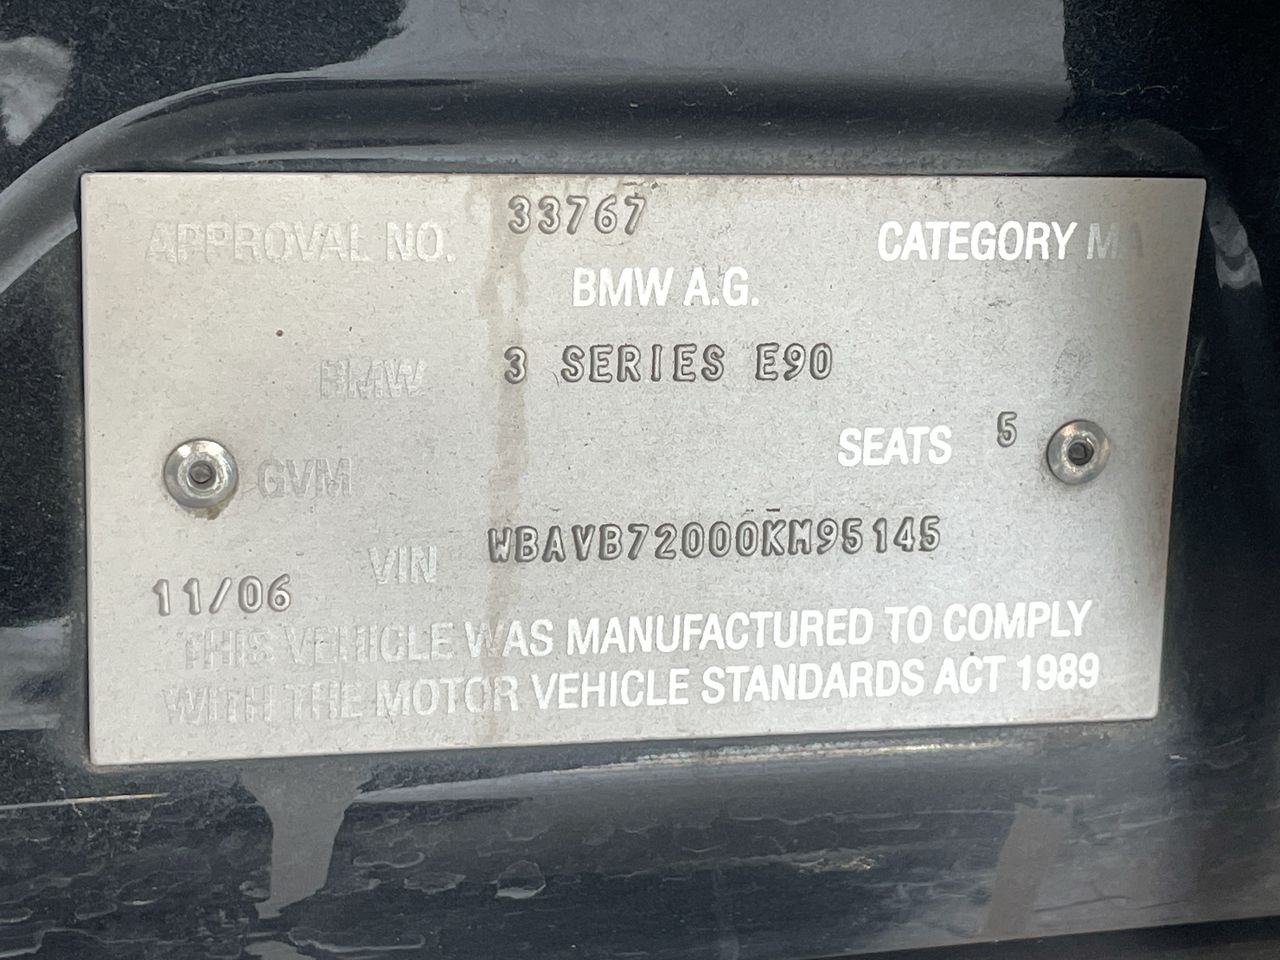 APPROVAL NO. 33767 CATEGORY MA
BMW A.G.
BMW 3 SERIES E90
SEATS 5
GVM
VIN WBAVB72000KM95145
11/06
THIS VEHICLE WAS MANUFACTURED TO COMPLY
WITH THE MOTOR VEHICLE STANDARDS ACT 1989